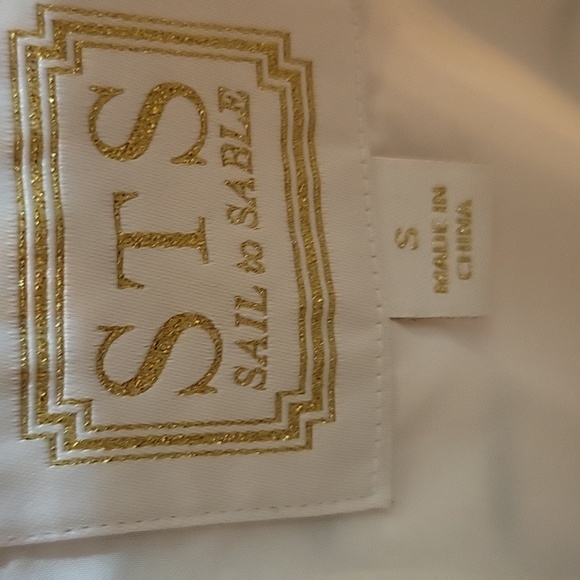 STS
SAIL to SABLE
S
MADE IN
CHINA